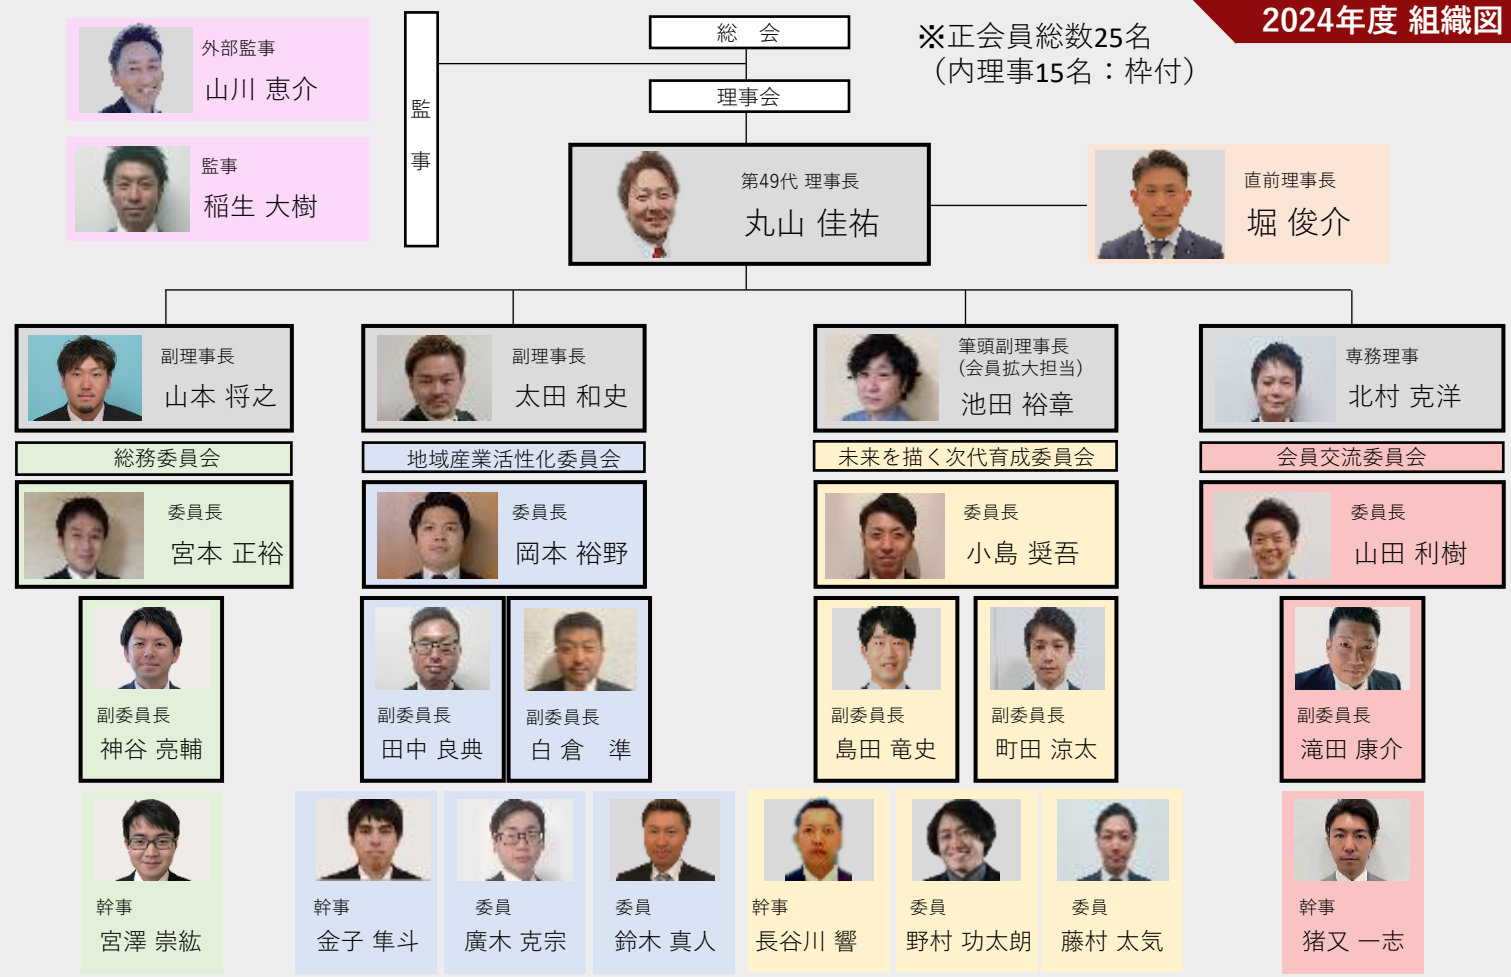 2024年度 組織図
※正会員総数25名
（内理事15名：枠付）
総　会
理事会
監事
外部監事
山川 恵介
監事
稲生 大樹
第49代 理事長
丸山 佳祐
直前理事長
堀 俊介
副理事長
山本 将之
副理事長
太田 和史
筆頭副理事長
(会員拡大担当)
池田 裕章
専務理事
北村 克洋
総務委員会
地域産業活性化委員会
未来を描く次代育成委員会
会員交流委員会
委員長
宮本 正裕
委員長
岡本 裕野
委員長
小島 奨吾
委員長
山田 利樹
副委員長
神谷 亮輔
副委員長
田中 良典
副委員長
白倉　準
副委員長
島田 竜史
副委員長
町田 涼太
副委員長
滝田 康介
幹事
宮澤 崇紘
幹事
金子 隼斗
委員
廣木 克宗
委員
鈴木 真人
幹事
長谷川 響
委員
野村 功太朗
委員
藤村 太気
幹事
猪又 一志